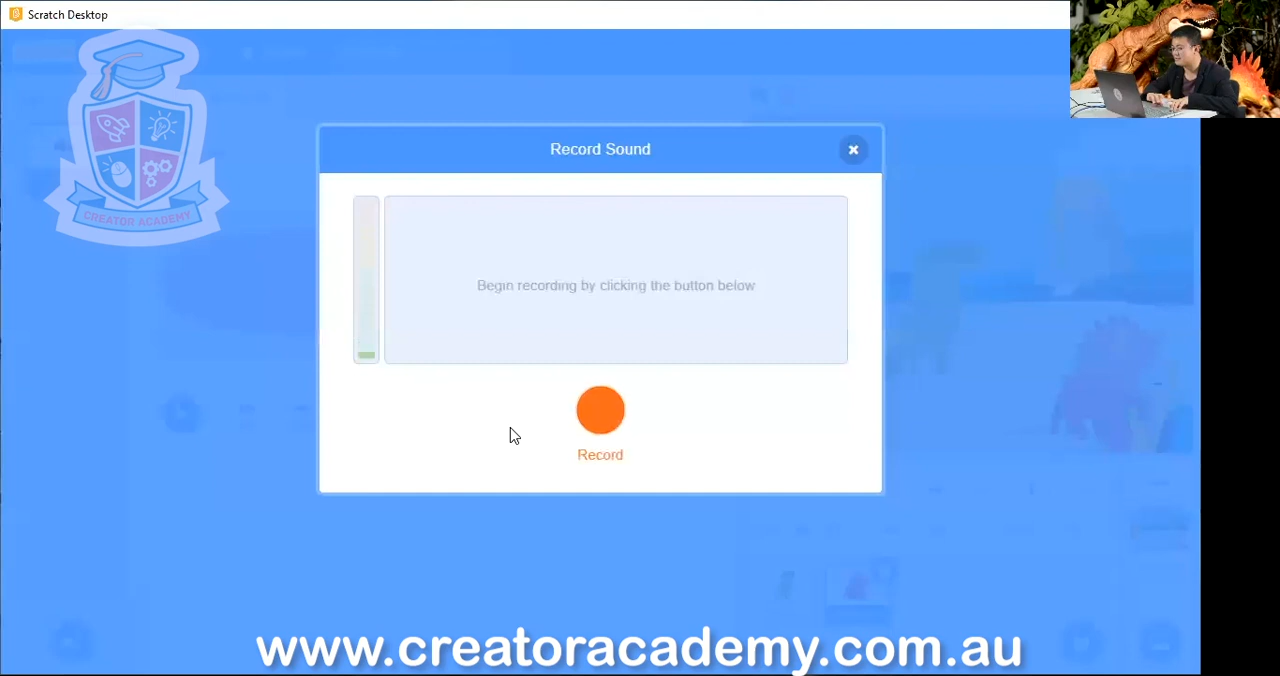 Scratch Desktop
CREATOR ACADEMY
Record Sound
Begin recording by clicking the button below
Record
www.creatoracademy.com.au